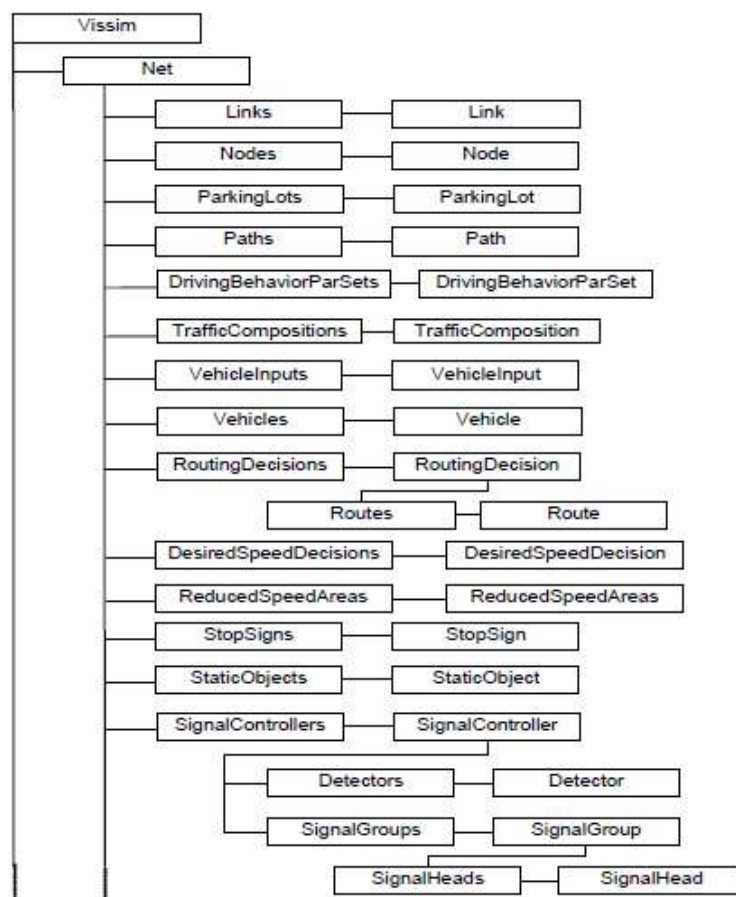 Vissim
Net
Links Link
Nodes Node
ParkingLots ParkingLot
Paths Path
DrivingBehaviorParSets DrivingBehaviorParSet
TrafficCompositions TrafficComposition
VehicleInputs VehicleInput
Vehicles Vehicle
RoutingDecisions RoutingDecision
Routes Route
DesiredSpeedDecisions DesiredSpeedDecision
ReducedSpeedAreas ReducedSpeedAreas
StopSigns StopSign
StaticObjects StaticObject
SignalControllers SignalController
Detectors Detector
SignalGroups SignalGroup
SignalHeads SignalHead